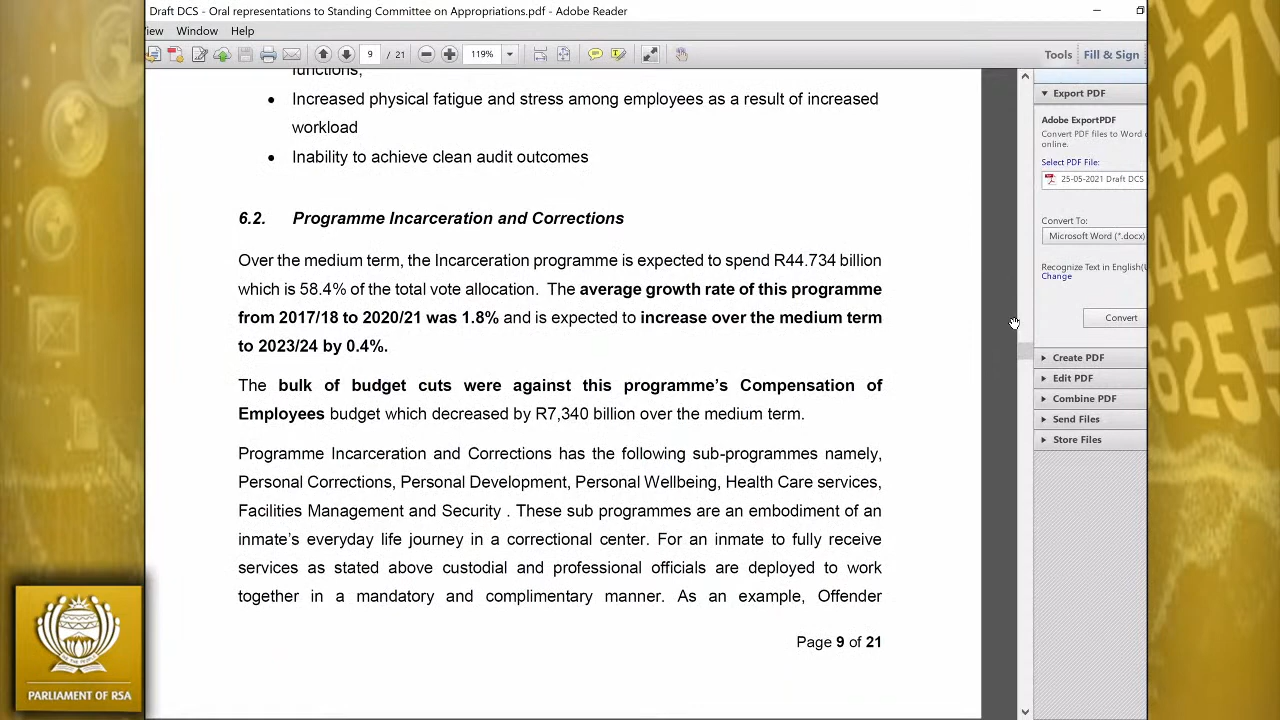 Draft DCS - Oral representations to Standing Committee on Appropriations.pdf - Adobe Reader
iew Window Help
9 / 21 119% Tools Fill & Sign
functions,
• Increased physical fatigue and stress among employees as a result of increased
workload
• Inability to achieve clean audit outcomes
6.2. Programme Incarceration and Corrections
Over the medium term, the Incarceration programme is expected to spend R44.734 billion
which is 58.4% of the total vote allocation. The average growth rate of this programme
from 2017/18 to 2020/21 was 1.8% and is expected to increase over the medium term
to 2023/24 by 0.4%.
The bulk of budget cuts were against this programme's Compensation of
Employees budget which decreased by R7,340 billion over the medium term.
Programme Incarceration and Corrections has the following sub-programmes namely,
Personal Corrections, Personal Development, Personal Wellbeing, Health Care services,
Facilities Management and Security . These sub programmes are an embodiment of an
inmate's everyday life journey in a correctional center. For an inmate to fully receive
services as stated above custodial and professional officials are deployed to work
together in a mandatory and complimentary manner. As an example, Offender
Page 9 of 21
Export PDF
Adobe ExportPDF
Convert PDF files to Word
online.
Select PDF File:
25-05-2021 Draft DCS
Convert To:
Microsoft Word (*.docx)
Recognize Text in English(
Change
Convert
Create PDF
Edit PDF
Combine PDF
Send Files
Store Files
PARLIAMENT OF RSA